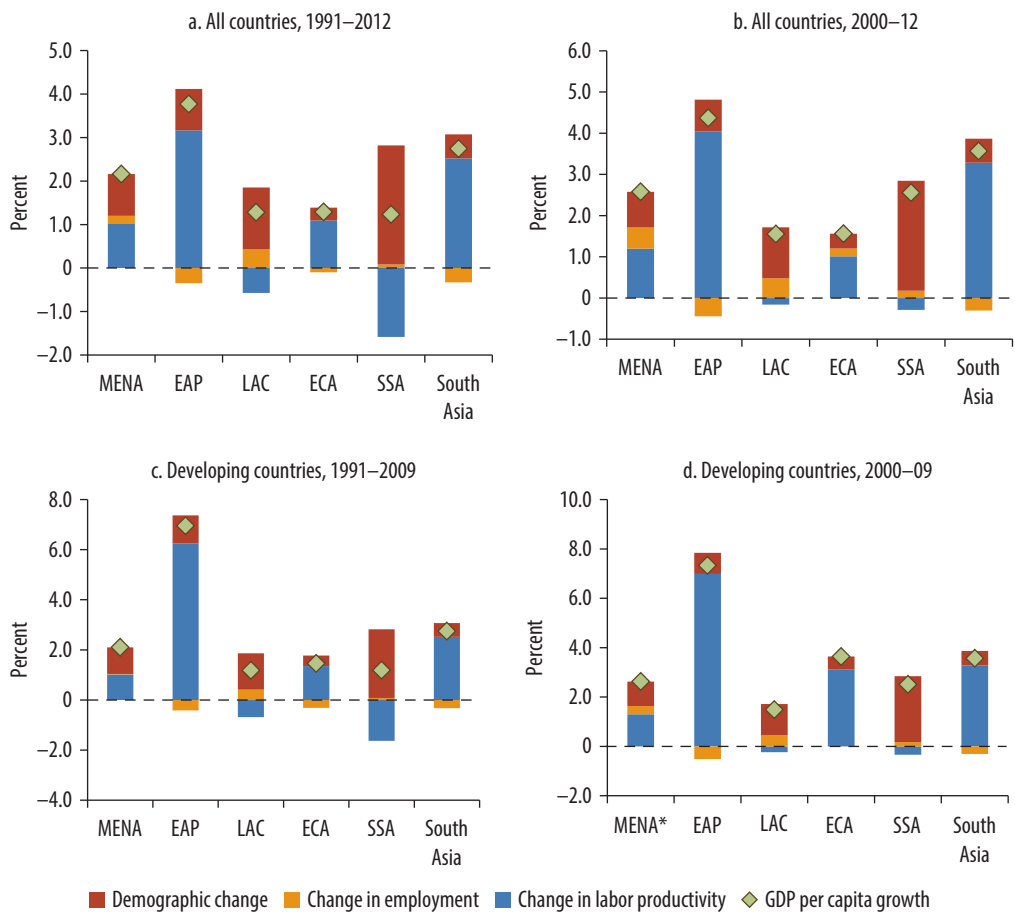 a. All countries, 1991–2012
5.0
4.0
3.0
2.0
1.0
0
–1.0
–2.0
Percent
MENA EAP LAC ECA SSA South
Asia
b. All countries, 2000–12
6.0
5.0
4.0
3.0
2.0
1.0
0
–1.0
Percent
MENA EAP LAC ECA SSA South
Asia
c. Developing countries, 1991–2009
8.0
6.0
4.0
2.0
0
–2.0
–4.0
Percent
MENA EAP LAC ECA SSA South
Asia
d. Developing countries, 2000–09
10.0
8.0
6.0
4.0
2.0
0
–2.0
Percent
MENA* EAP LAC ECA SSA South
Asia
Demographic change Change in employment Change in labor productivity GDP per capita growth